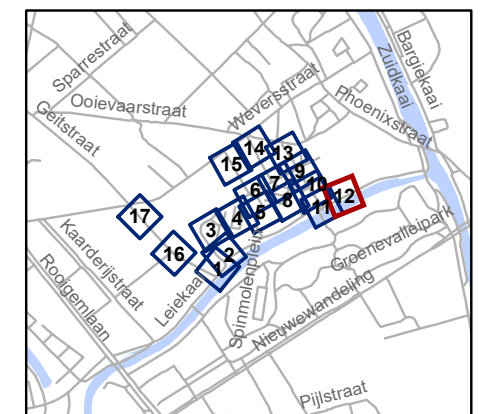 Sparrestraat
Bargiekaai
Zuidkaai
Geitstraat
Ooievaarstraat
Weversstraat
Phoenixstraat
14
13
15
9
7
10
6
12
8
11
5
4
17
3
16
2
1
Kaarderijstraat
Groenevalleipark
Rooigemlaan
Leiekaai
Spinmolenplein
Nieuwewandeling
Pijlstraat